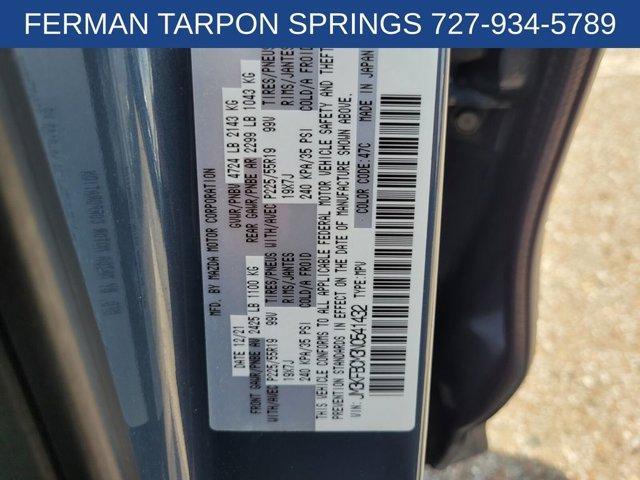 FERMAN TARPON SPRINGS 727-934-5789
MFD. BY MAZDA MOTOR CORPORATION
DATE 12/21 GVWR/PNBV 4724 LB 2143 KG
FRONT GAWR/PNBE AV 2425 LB 1100 KG REAR GAWR/PNBE AR 2299 LB 1043 KG
WITH/AVEC P225/55R19 99V TIRES/PNEUS WITH/AVEC P225/55R19 99V TIRES/PNEUS
19X7J RIMS/JANTES 19X7J RIMS/JANTES
240 KPA/35 PSI COLD/A FROID 240 KPA/35 PSI COLD/A FROID
THIS VEHICLE CONFORMS TO ALL APPLICABLE FEDERAL MOTOR VEHICLE SAFETY AND THEFT
PREVENTION STANDARDS IN EFFECT ON THE DATE OF MANUFACTURE SHOWN ABOVE.
VIN: JM3KFBCM3N0541432 TYPE:MPV COLOR CODE:47C MADE IN JAPAN